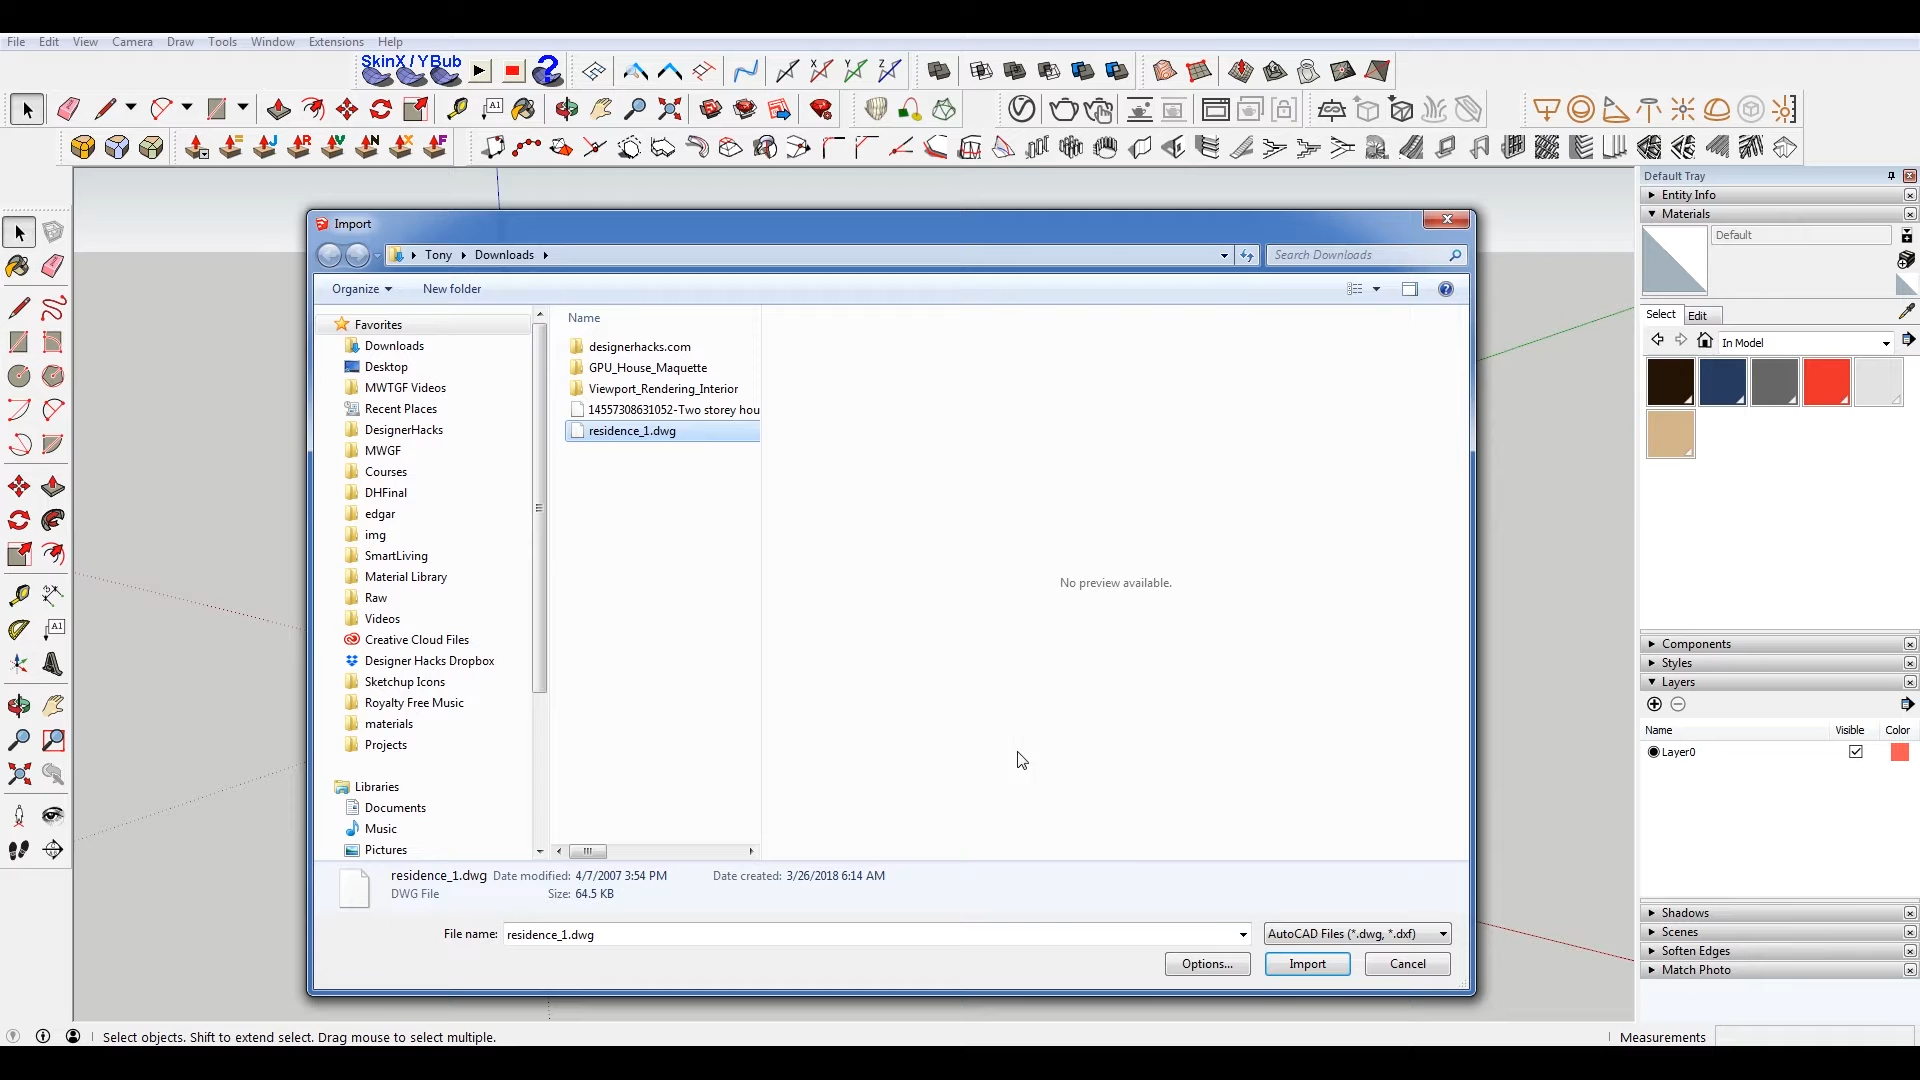 File Edit View Camera Draw Tools Window Extensions Help
SkinX / YBub
?
X Y Z
A1
J R V N X F
Default Tray
Entity Info
Materials
Default
Select Edit
In Model
Components
Styles
Layers
Name Visible Color
Layer0
Shadows
Scenes
Soften Edges
Match Photo
A1
Import
Tony Downloads
Search Downloads
Organize New folder
Favorites
Downloads
Desktop
MWTGF Videos
Recent Places
DesignerHacks
MWGF
Courses
DHFinal
edgar
img
SmartLiving
Material Library
Raw
Videos
Creative Cloud Files
Designer Hacks Dropbox
Sketchup Icons
Royalty Free Music
materials
Projects
Libraries
Documents
Music
Pictures
Name
designerhacks.com
GPU_House_Maquette
Viewport_Rendering_Interior
14557308631052-Two storey hou
residence_1.dwg
No preview available.
residence_1.dwg Date modified: 4/7/2007 3:54 PM Date created: 3/26/2018 6:14 AM
DWG File Size: 64.5 KB
File name: residence_1.dwg AutoCAD Files (*.dwg, *.dxf)
Options... Import Cancel
Select objects. Shift to extend select. Drag mouse to select multiple.
Measurements